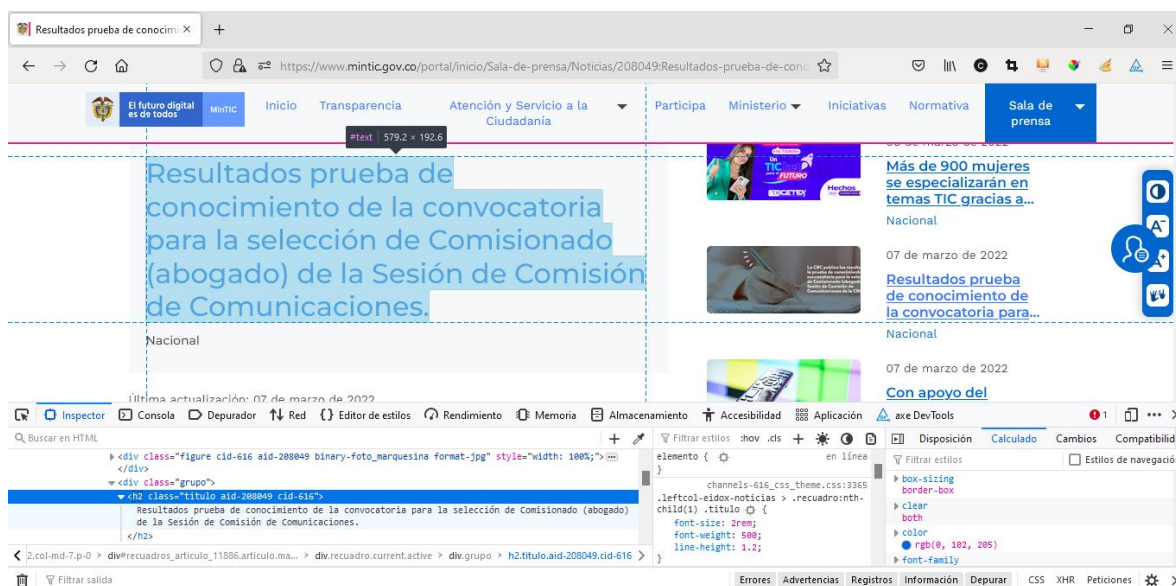 Resultados prueba de conocimi
https://www.mintic.gov.co/portal/inicio/Sala-de-prensa/Noticias/208049:Resultados-prueba-de-cono
El futuro digital
es de todos
MinTIC
Inicio
Transparencia
Atención y Servicio a la
Ciudadanía
Participa
Ministerio
Iniciativas
Normativa
Sala de
prensa
#text 579.2 × 192.6
Resultados prueba de
conocimiento de la convocatoria
para la selección de Comisionado
(abogado) de la Sesión de Comisión
de Comunicaciones.
Nacional
Última actualización: 07 de marzo de 2022
Un
TIC
FUTURO
ICETEX
Hechos
Más de 900 mujeres
se especializarán en
temas TIC gracias a...
Nacional
07 de marzo de 2022
Resultados prueba
de conocimiento de
la convocatoria para...
Nacional
07 de marzo de 2022
Con apoyo del
A-
A+
Inspector
Consola
Depurador
Red
Editor de estilos
Rendimiento
Memoria
Almacenamiento
Accesibilidad
Aplicación
axe DevTools
1
Buscar en HTML
<div class="figure cid-616 aid-208049 binary-foto_marquesina format-jpg" style="width: 100%;">
</div>
<div class="grupo">
<h2 class="titulo aid-208049 cid-616">
Resultados prueba de conocimiento de la convocatoria para la selección de Comisionado (abogado)
de la Sesión de Comisión de Comunicaciones.
</h2>
2.col-md-7.p-0 > div#recuadros_articulo_11886.articulo.ma... > div.recuadro.current.active > div.grupo > h2.titulo.aid-208049.cid-616
Filtrar estilos
:hov .cls
elemento {
en línea
}
channels-616_css_theme.css:3365
.leftcol-eidox-noticias > .recuadro:nth-
child(1) .titulo {
font-size: 2rem;
font-weight: 500;
line-height: 1.2;
}
Disposición
Calculado
Cambios
Compatibilid
Filtrar estilos
Estilos de navegació
box-sizing
border-box
clear
both
color
rgb(0, 102, 205)
font-family
Filtrar salida
Errores
Advertencias
Registros
Información
Depurar
CSS
XHR
Peticiones